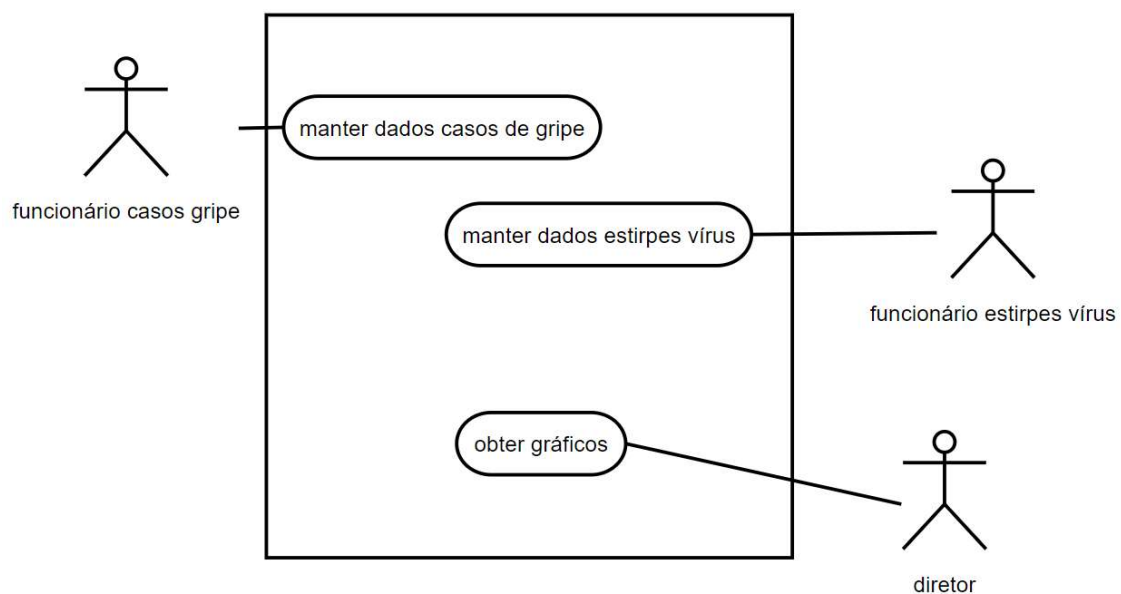 manter dados casos de gripe
funcionário casos gripe
manter dados estirpes vírus
funcionário estirpes vírus
obter gráficos
diretor